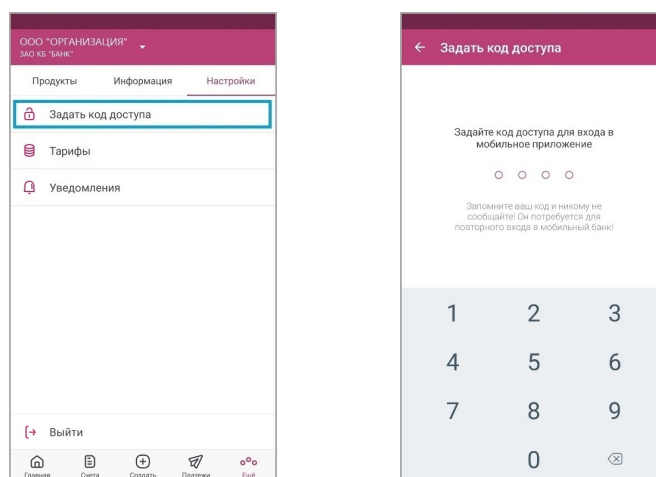 ООО "ОРГАНИЗАЦИЯ"
ЗАО КБ "БАНК"
Продукты Информация Настройки
Задать код доступа
Тарифы
Уведомления
Выйти
Главная Счета Создать Платежи Ещё
Задать код доступа
Задайте код доступа для входа в
мобильное приложение
Запомните ваш код и никому не
сообщайте! Он потребуется для
повторного входа в мобильный банк!
1 2 3
4 5 6
7 8 9
0